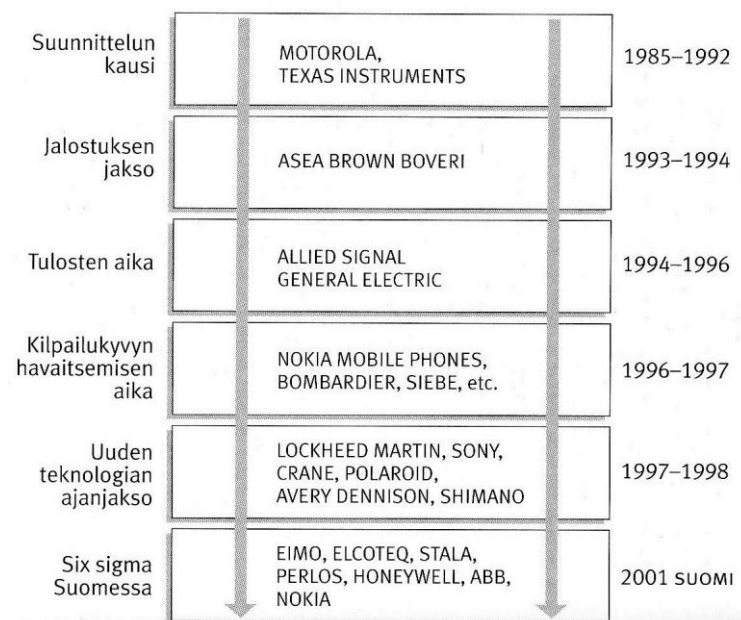 Suunnittelun
kausi
MOTOROLA,
TEXAS INSTRUMENTS
1985–1992
Jalostuksen
jakso
ASEA BROWN BOVERI
1993–1994
Tulosten aika
ALLIED SIGNAL
GENERAL ELECTRIC
1994–1996
Kilpailukyvyn
havaitsemisen
aika
NOKIA MOBILE PHONES,
BOMBARDIER, SIEBE, etc.
1996–1997
Uuden
teknologian
ajanjakso
LOCKHEED MARTIN, SONY,
CRANE, POLAROID,
AVERY DENNISON, SHIMANO
1997–1998
Six sigma
Suomessa
EIMO, ELCOTEQ, STALA,
PERLOS, HONEYWELL, ABB,
NOKIA
2001 SUOMI